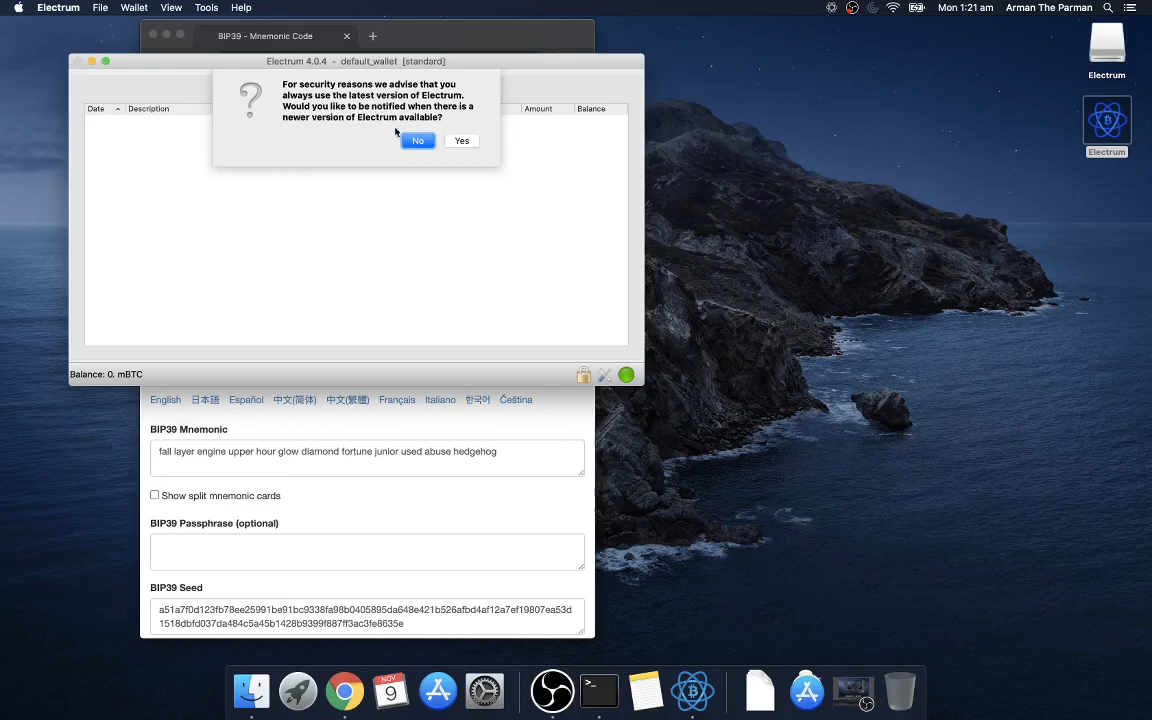 Electrum File Wallet View Tools Help Mon 1:21 am Arman The Parman
BIP39 - Mnemonic Code
Electrum 4.0.4 - default_wallet [standard]
For security reasons we advise that you
always use the latest version of Electrum.
Would you like to be notified when there is a
newer version of Electrum available?
No Yes
Date Description Amount Balance
Balance: 0. mBTC
English 日本語 Español 中文(简体) 中文(繁體) Français Italiano 한국어 Čeština
BIP39 Mnemonic
fall layer engine upper hour glow diamond fortune junior used abuse hedgehog
Show split mnemonic cards
BIP39 Passphrase (optional)
BIP39 Seed
a51a7f0d123fb78ee25991be91bc9338fa98b0405895da648e421b526afbd4af12a7ef19807ea53d
1518dbfd037da484c5a45b1428b9399f887ff3ac3fe8635e
Electrum
Electrum
NOV
9